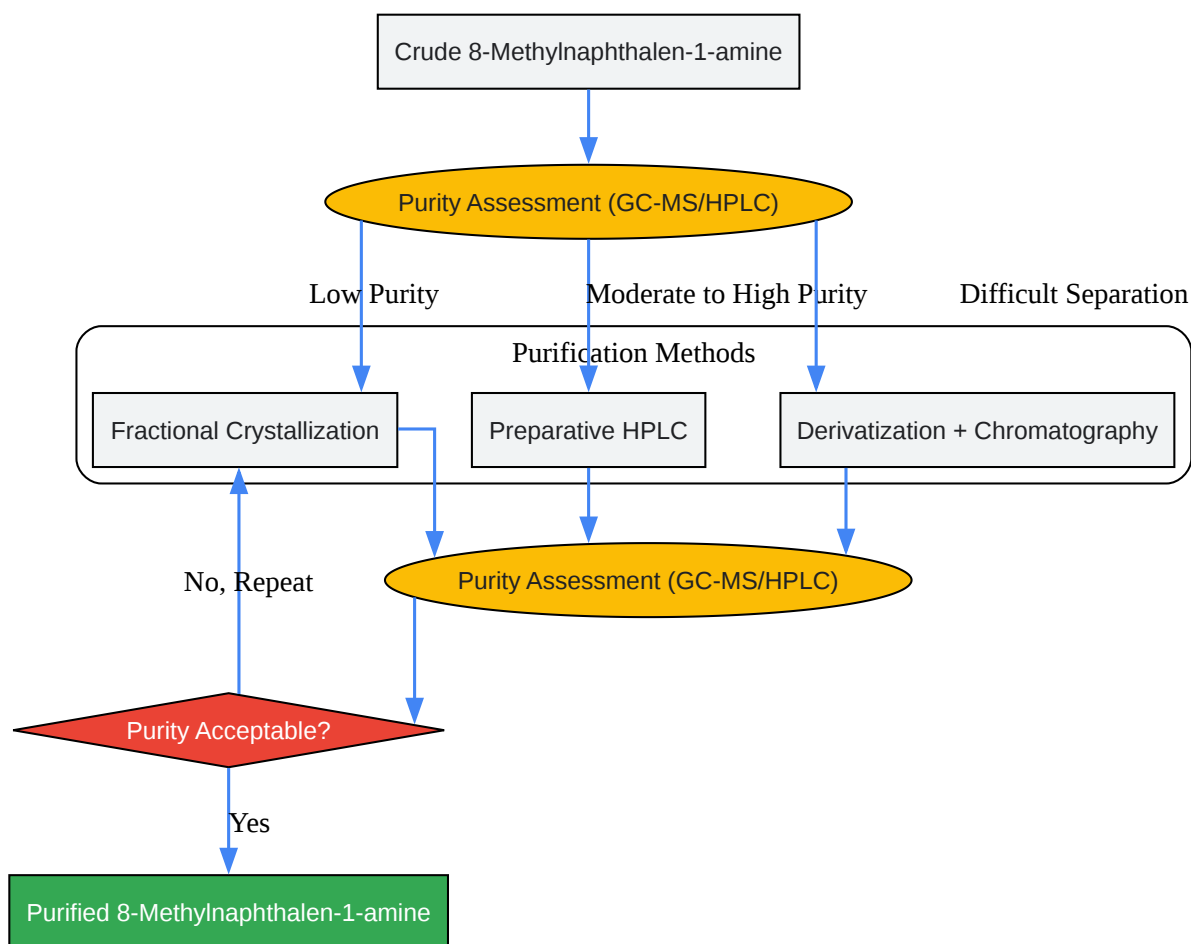 Crude 8-Methylnaphthalen-1-amine
Purity Assessment (GC-MS/HPLC)
Low Purity
Moderate to High Purity
Difficult Separation
Purification Methods
Fractional Crystallization
Preparative HPLC
Derivatization + Chromatography
No, Repeat
Purity Assessment (GC-MS/HPLC)
Purity Acceptable?
Yes
Purified 8-Methylnaphthalen-1-amine